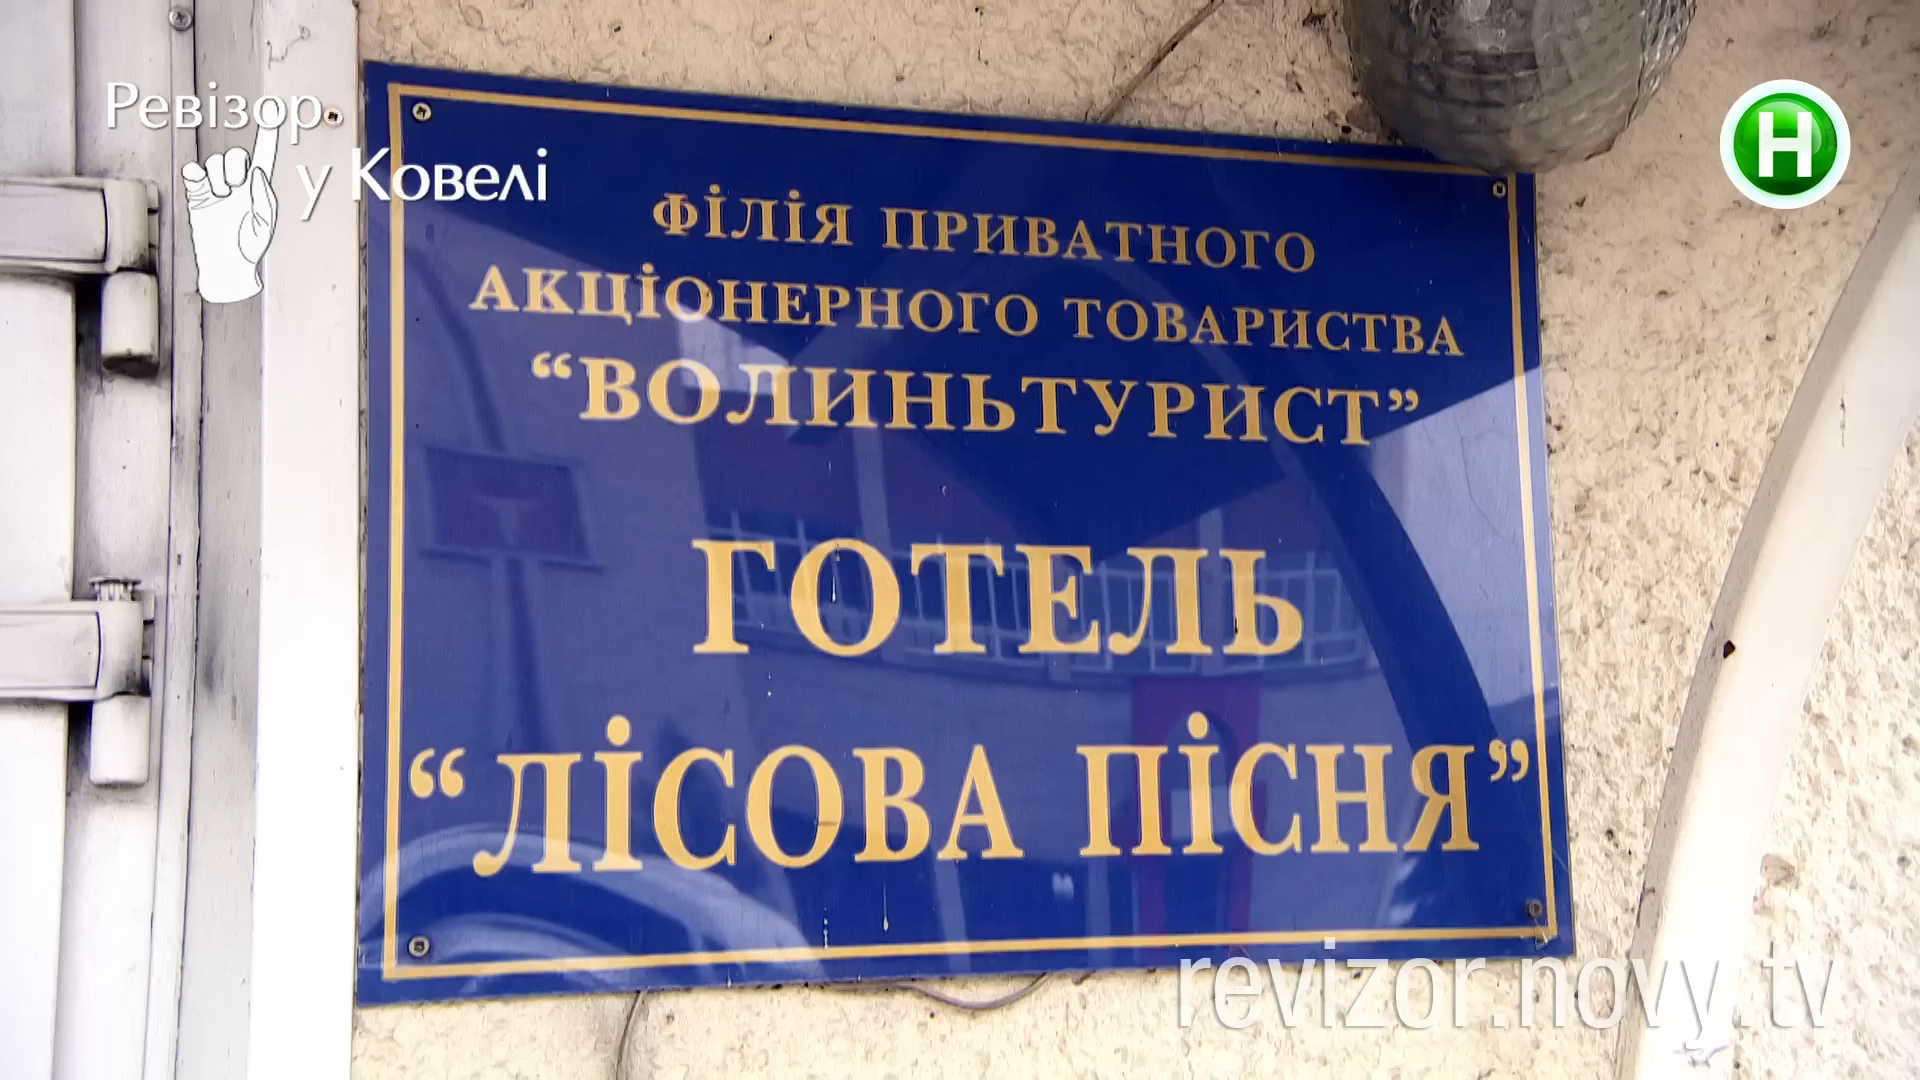 Ревізор
у Ковелі
Н
ФІЛІЯ ПРИВАТНОГО
АКЦІОНЕРНОГО ТОВАРИСТВА
“ВОЛИНЬТУРИСТ”
ГОТЕЛЬ
“ЛІСОВА ПІСНЯ”
revizor.novy.tv